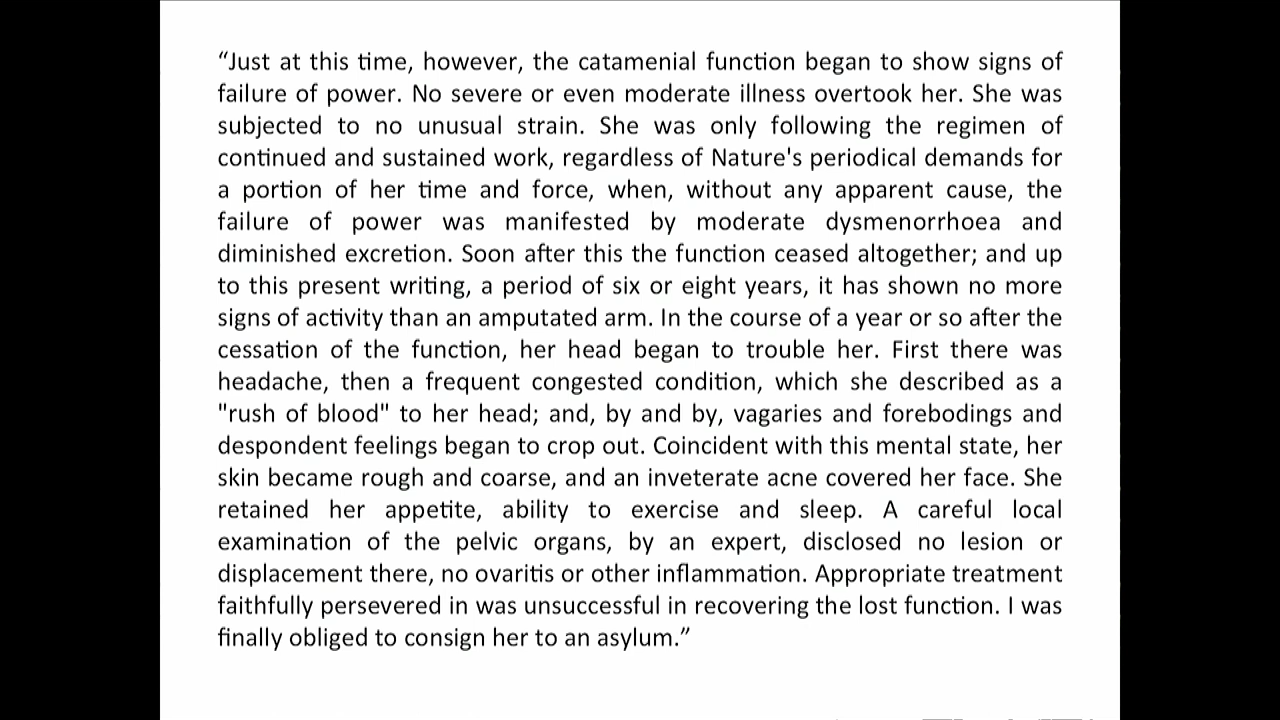 “Just at this time, however, the catamenial function began to show signs of
failure of power. No severe or even moderate illness overtook her. She was
subjected to no unusual strain. She was only following the regimen of
continued and sustained work, regardless of Nature's periodical demands for
a portion of her time and force, when, without any apparent cause, the
failure of power was manifested by moderate dysmenorrhoea and
diminished excretion. Soon after this the function ceased altogether; and up
to this present writing, a period of six or eight years, it has shown no more
signs of activity than an amputated arm. In the course of a year or so after the
cessation of the function, her head began to trouble her. First there was
headache, then a frequent congested condition, which she described as a
"rush of blood" to her head; and, by and by, vagaries and forebodings and
despondent feelings began to crop out. Coincident with this mental state, her
skin became rough and coarse, and an inveterate acne covered her face. She
retained her appetite, ability to exercise and sleep. A careful local
examination of the pelvic organs, by an expert, disclosed no lesion or
displacement there, no ovaritis or other inflammation. Appropriate treatment
faithfully persevered in was unsuccessful in recovering the lost function. I was
finally obliged to consign her to an asylum.”